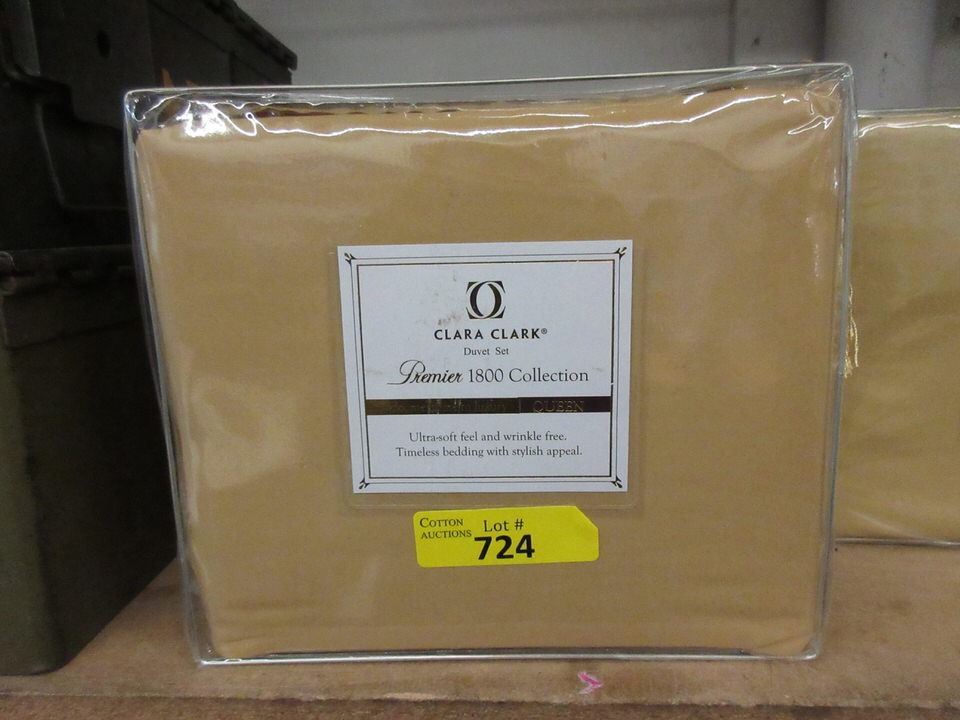 CLARA CLARK®
Duvet Set
Premier 1800 Collection
QUEEN
Ultra-soft feel and wrinkle free.
Timeless bedding with stylish appeal.
COTTON AUCTIONS
Lot #
724